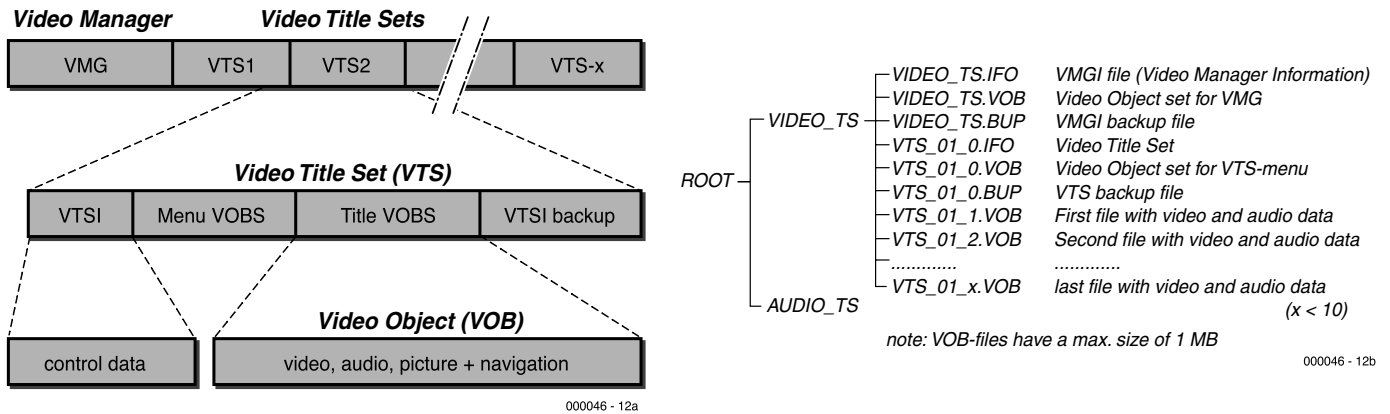 Video Manager
Video Title Sets
VMG
VTS1
VTS2
VTS-x
Video Title Set (VTS)
VTSI
Menu VOBS
Title VOBS
VTSI backup
Video Object (VOB)
control data
video, audio, picture + navigation
000046 - 12a
ROOT
VIDEO_TS
VIDEO_TS.IFO VMGI file (Video Manager Information)
VIDEO_TS.VOB Video Object set for VMG
VIDEO_TS.BUP VMGI backup file
VTS_01_0.IFO Video Title Set
VTS_01_0.VOB Video Object set for VTS-menu
VTS_01_0.BUP VTS backup file
VTS_01_1.VOB First file with video and audio data
VTS_01_2.VOB Second file with video and audio data
............. .............
VTS_01_x.VOB last file with video and audio data
(x < 10)
AUDIO_TS
note: VOB-files have a max. size of 1 MB
000046 - 12b